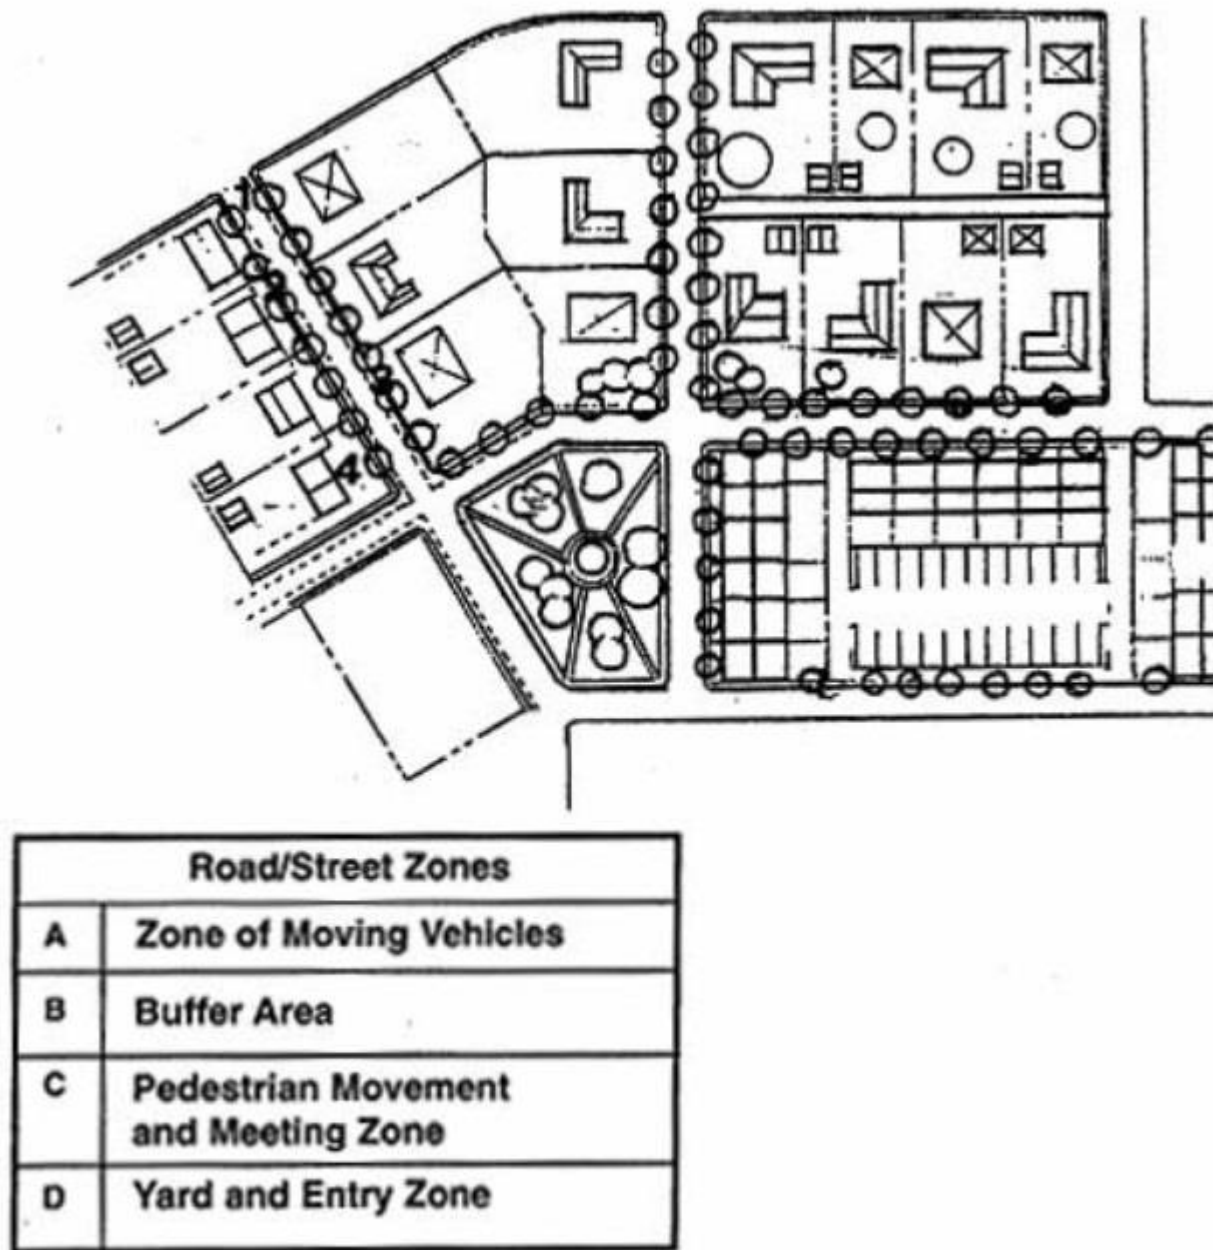 Road/Street Zones
A Zone of Moving Vehicles
B Buffer Area
C Pedestrian Movement
and Meeting Zone
D Yard and Entry Zone